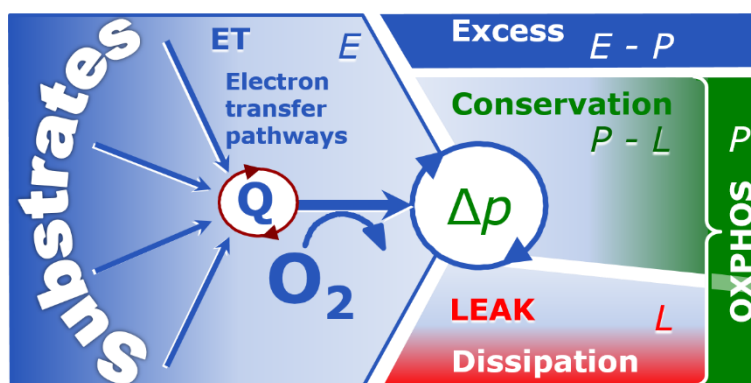 Substrates
ET
E
Electron
transfer
pathways
Q
O2
Δp
Excess
E - P
Conservation
P - L
P
OXPHOS
LEAK
L
Dissipation